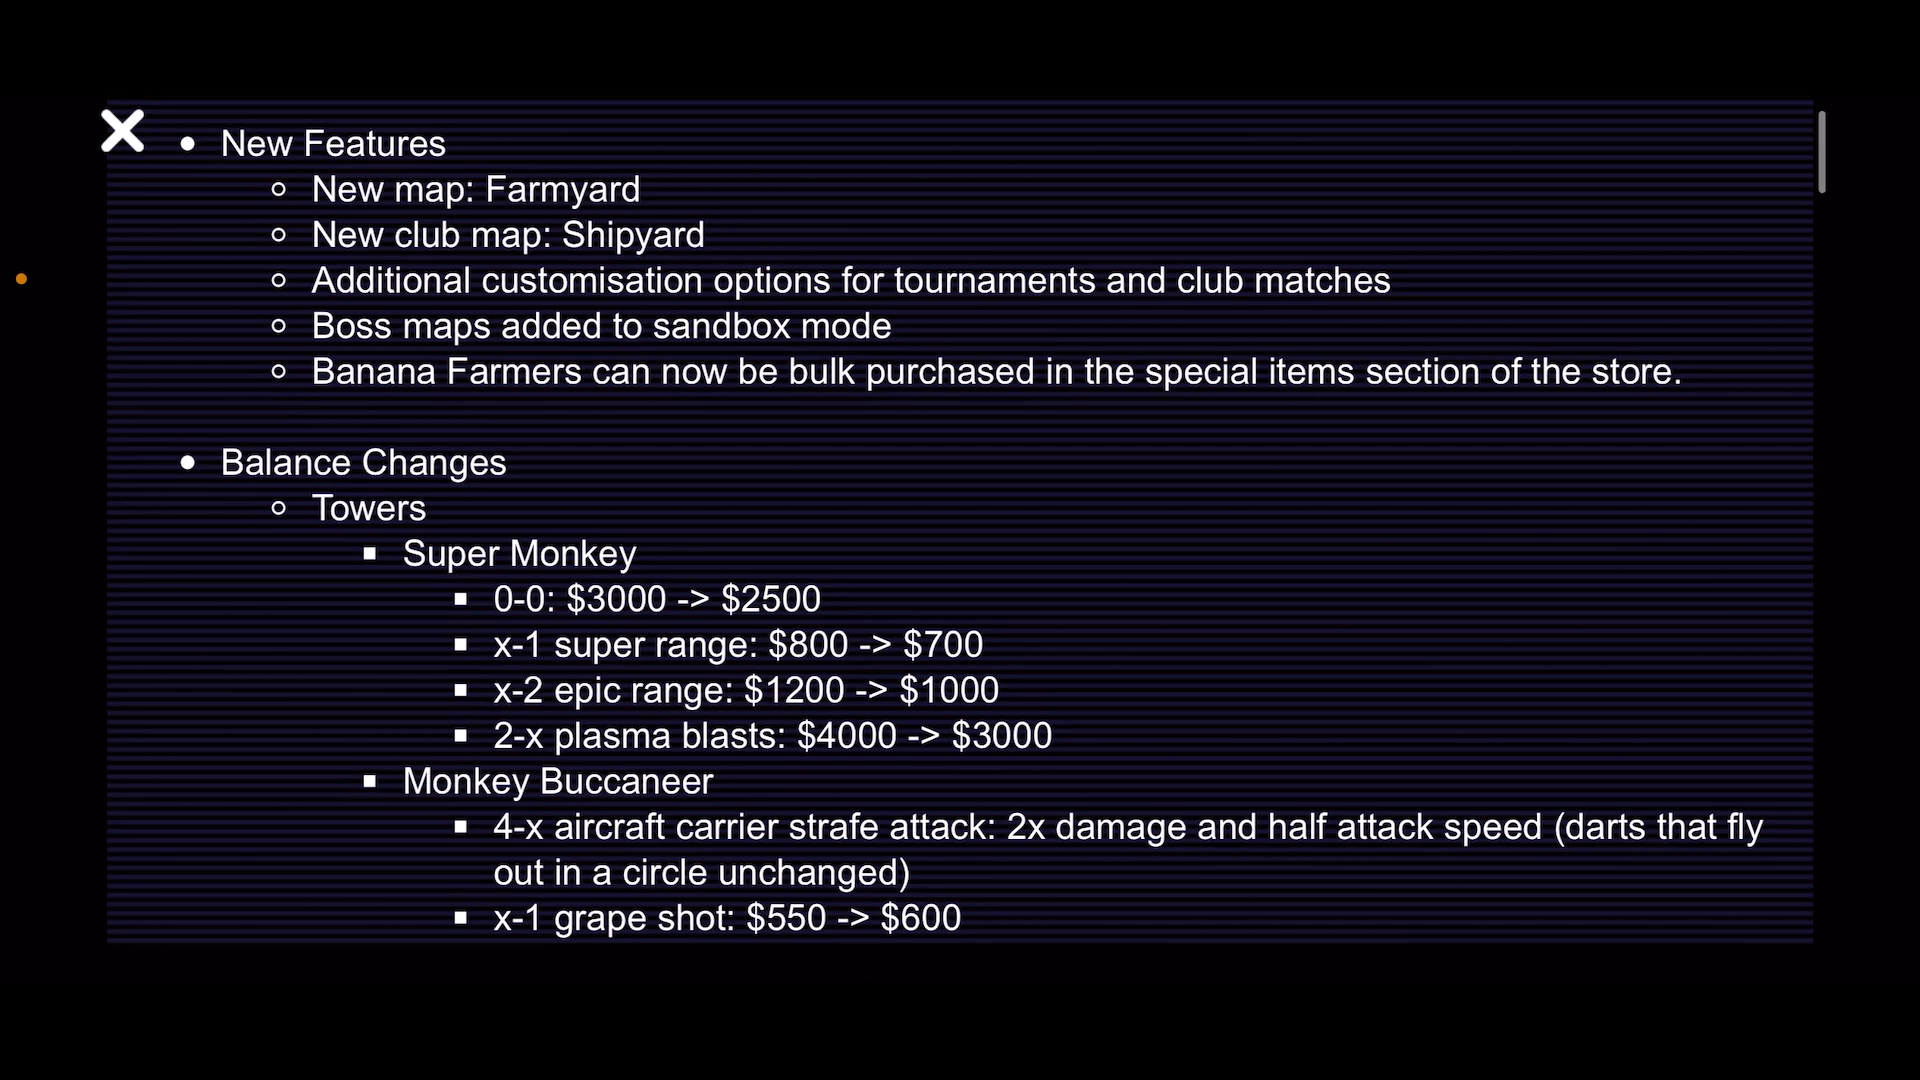 New Features
New map: Farmyard
New club map: Shipyard
Additional customisation options for tournaments and club matches
Boss maps added to sandbox mode
Banana Farmers can now be bulk purchased in the special items section of the store.
Balance Changes
Towers
Super Monkey
0-0: $3000 -> $2500
x-1 super range: $800 -> $700
x-2 epic range: $1200 -> $1000
2-x plasma blasts: $4000 -> $3000
Monkey Buccaneer
4-x aircraft carrier strafe attack: 2x damage and half attack speed (darts that fly
out in a circle unchanged)
x-1 grape shot: $550 -> $600